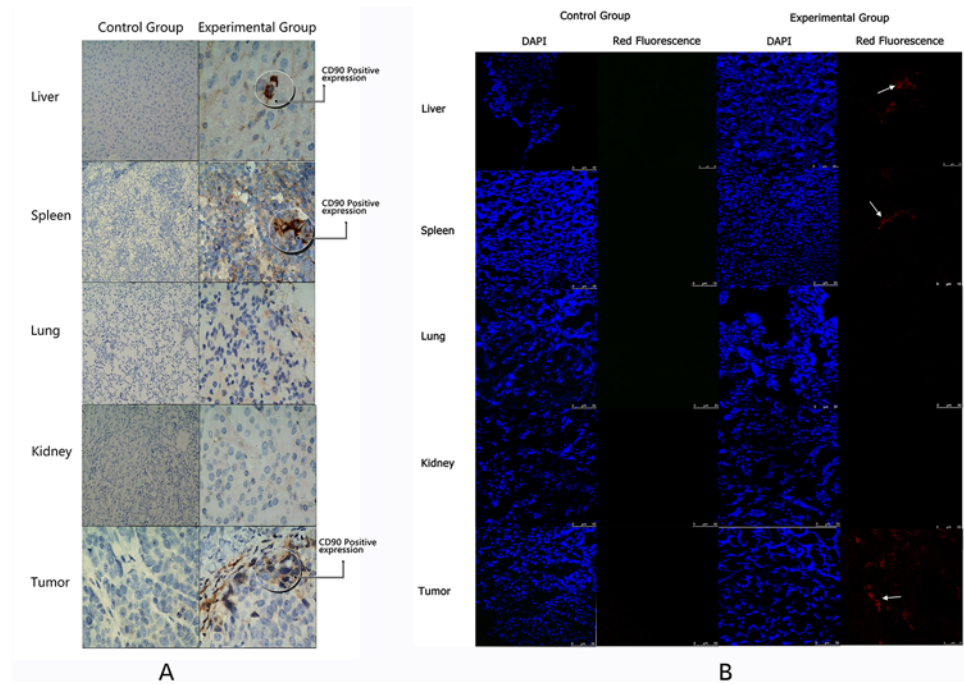 Control Group Experimental Group
Liver
CD90 Positive
expression
Spleen
CD90 Positive
expression
Lung
Kidney
CD90 Positive
expression
Tumor
A
Control Group Experimental Group
DAPI Red Fluorescence DAPI Red Fluorescence
Liver
Spleen
Lung
Kidney
Tumor
B